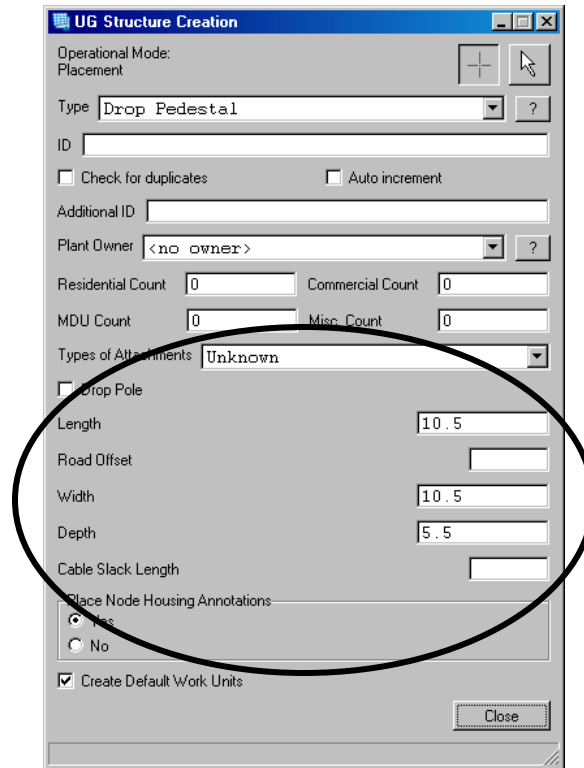 UG Structure Creation
Operational Mode:
Placement
Type Drop Pedestal ?
ID
Check for duplicates Auto increment
Additional ID
Plant Owner <no owner> ?
Residential Count 0 Commercial Count 0
MDU Count 0 Misc. Count 0
Types of Attachments Unknown
Drop Pole
Length 10.5
Road Offset
Width 10.5
Depth 5.5
Cable Slack Length
Place Node Housing Annotations
Yes
No
Create Default Work Units
Close